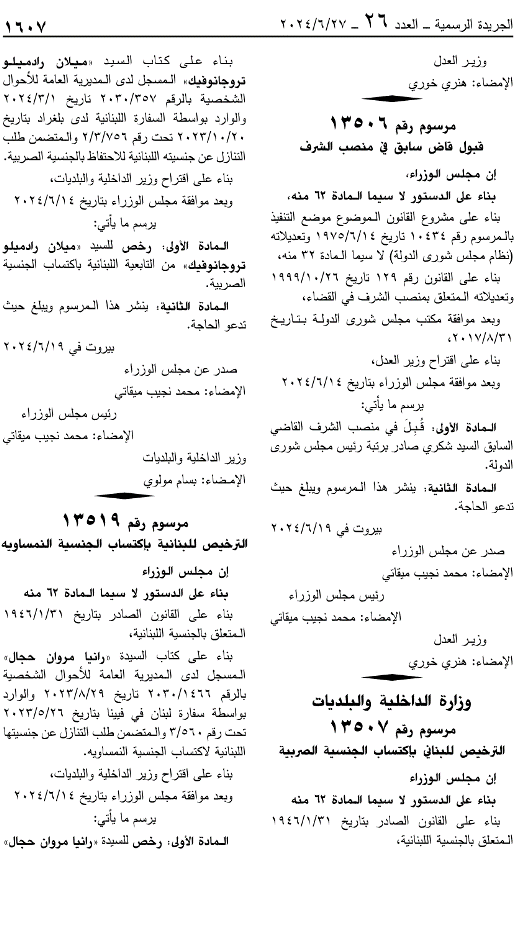 الجريدة الرسمية ــ العدد ٢٦ ــ ٢٠٢٤/٦/٢٧
١٦٠٧
وزير العدل
الإمضاء: هنري خوري
مرسوم رقم ١٣٥٠٦
قبول قاض سابق في منصب الشرف
إن مجلس الوزراء،
بناء على الدستور لا سيما المادة ٦٢ منه،
بناء على مشروع القانون الموضوع موضع التنفيذ
بالمرسوم رقم ١٠٤٣٤ تاريخ ١٩٧٥/٦/١٤ وتعديلاته
(نظام مجلس شورى الدولة) لا سيما المادة ٣٢ منه،
بناء على القانون رقم ١٢٩ تاريخ ١٩٩٩/١٠/٢٦
وتعديلاته المتعلق بمنصب الشرف في القضاء،
وبعد موافقة مكتب مجلس شورى الدولة بتاريخ
٢٠١٧/٨/٣١،
بناء على اقتراح وزير العدل،
وبعد موافقة مجلس الوزراء بتاريخ ٢٠٢٤/٦/١٤
يرسم ما يأتي:
المادة الأولى: قُبِلَ في منصب الشرف القاضي
السابق السيد شكري صادر برتبة رئيس مجلس شورى
الدولة.
المادة الثانية: ينشر هذا المرسوم ويبلغ حيث
تدعو الحاجة.
بيروت في ٢٠٢٤/٦/١٩
صدر عن مجلس الوزراء
الإمضاء: محمد نجيب ميقاتي
رئيس مجلس الوزراء
الإمضاء: محمد نجيب ميقاتي
وزير العدل
الإمضاء: هنري خوري
وزارة الداخلية والبلديات
مرسوم رقم ١٣٥٠٧
الترخيص للبناني بإكتساب الجنسية الصربية
إن مجلس الوزراء
بناء على الدستور لا سيما المادة ٦٢ منه
بناء على القانون الصادر بتاريخ ١٩٤٦/١/٣١
المتعلق بالجنسية اللبنانية،
بناء على كتاب السيد «ميلان رادميلو
تروجانوفيك» المسجل لدى المديرية العامة للأحوال
الشخصية بالرقم ٢٠٣٠/٣٥٧ تاريخ ٢٠٢٤/٣/١
والوارد بواسطة السفارة اللبنانية لدى بلغراد بتاريخ
٢٠٢٣/١٠/٢٠ تحت رقم ٢/٣/٧٥٦ والمتضمن طلب
التنازل عن جنسيته اللبنانية للاحتفاظ بالجنسية الصربية.
بناء على اقتراح وزير الداخلية والبلديات،
وبعد موافقة مجلس الوزراء بتاريخ ٢٠٢٤/٦/١٤
يرسم ما يأتي:
المادة الأولى: رخص للسيد «ميلان رادميلو
تروجانوفيك» من التابعية اللبنانية باكتساب الجنسية
الصربية.
المادة الثانية: ينشر هذا المرسوم ويبلغ حيث
تدعو الحاجة.
بيروت في ٢٠٢٤/٦/١٩
صدر عن مجلس الوزراء
الإمضاء: محمد نجيب ميقاتي
رئيس مجلس الوزراء
الإمضاء: محمد نجيب ميقاتي
وزير الداخلية والبلديات
الإمضاء: بسام مولوي
مرسوم رقم ١٣٥١٩
الترخيص للبنانية بإكتساب الجنسية النمساويه
إن مجلس الوزراء
بناء على الدستور لا سيما المادة ٦٢ منه
بناء على القانون الصادر بتاريخ ١٩٤٦/١/٣١
المتعلق بالجنسية اللبنانية،
بناء على كتاب السيدة «رانيا مروان حجال»
المسجل لدى المديرية العامة للأحوال الشخصية
بالرقم ٢٠٣٠/١٤٦٦ تاريخ ٢٠٢٣/٨/٢٩ والوارد
بواسطة سفارة لبنان في فيينا بتاريخ ٢٠٢٣/٥/٢٦
تحت رقم ٣/٥٦٠ والمتضمن طلب التنازل عن جنسيتها
اللبنانية لاكتساب الجنسية النمساويه.
بناء على اقتراح وزير الداخلية والبلديات،
وبعد موافقة مجلس الوزراء بتاريخ ٢٠٢٤/٦/١٤
يرسم ما يأتي:
المادة الأولى: رخص للسيدة «رانيا مروان حجال»